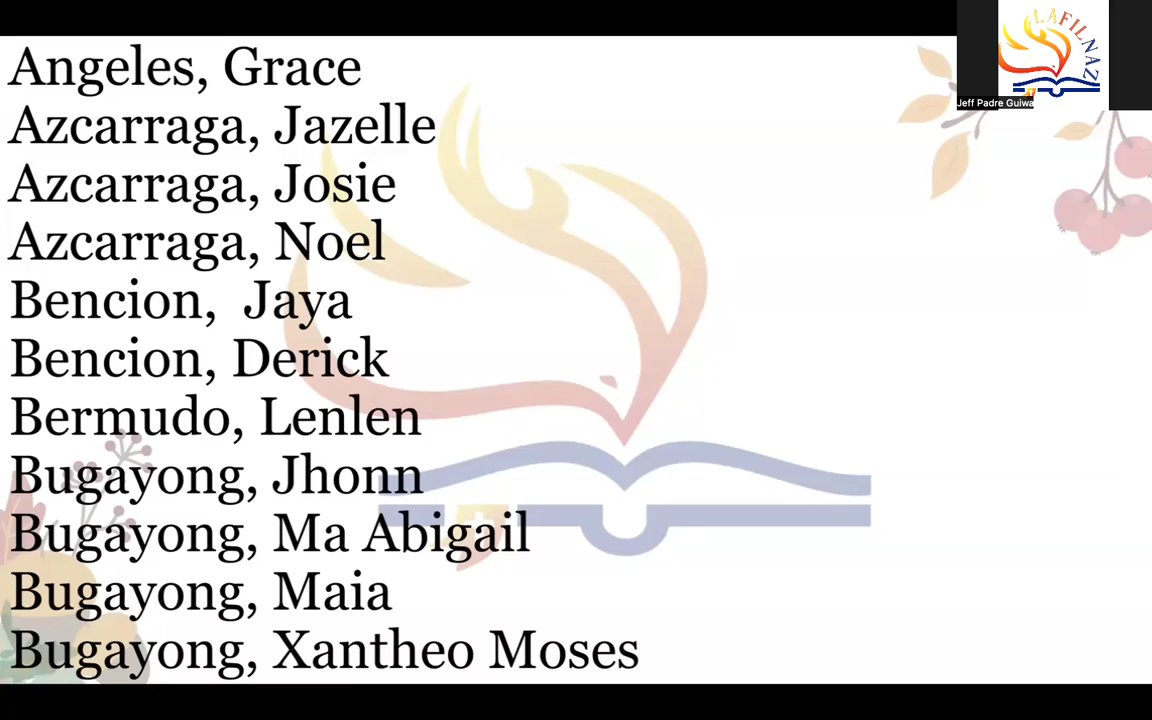 Angeles, Grace
Azcarraga, Jazelle
Azcarraga, Josie
Azcarraga, Noel
Bencion,  Jaya
Bencion, Derick
Bermudo, Lenlen
Bugayong, Jhonn
Bugayong, Ma Abigail
Bugayong, Maia
Bugayong, Xantheo Moses
LAFILNAZ
Jeff Padre Guiwa